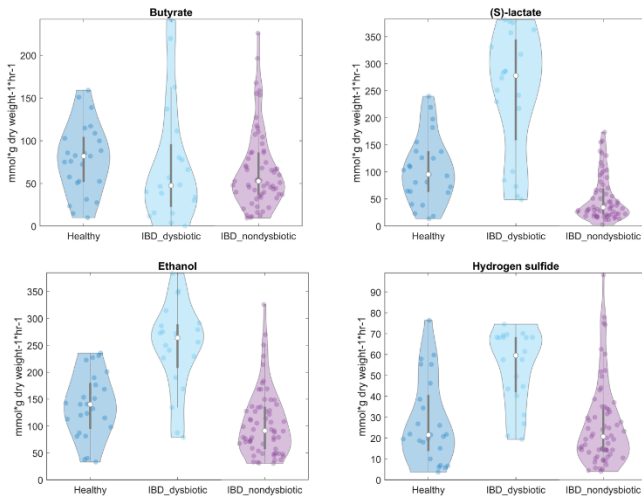 Butyrate
mmol*g dry weight-1*hr-1
200
150
100
50
0
Healthy IBD_dysbiotic IBD_nondysbiotic
(S)-lactate
mmol*g dry weight-1*hr-1
350
300
250
200
150
100
50
0
Healthy IBD_dysbiotic IBD_nondysbiotic
Ethanol
mmol*g dry weight-1*hr-1
350
300
250
200
150
100
50
0
Healthy IBD_dysbiotic IBD_nondysbiotic
Hydrogen sulfide
mmol*g dry weight-1*hr-1
100
90
80
70
60
50
40
30
20
10
0
Healthy IBD_dysbiotic IBD_nondysbiotic